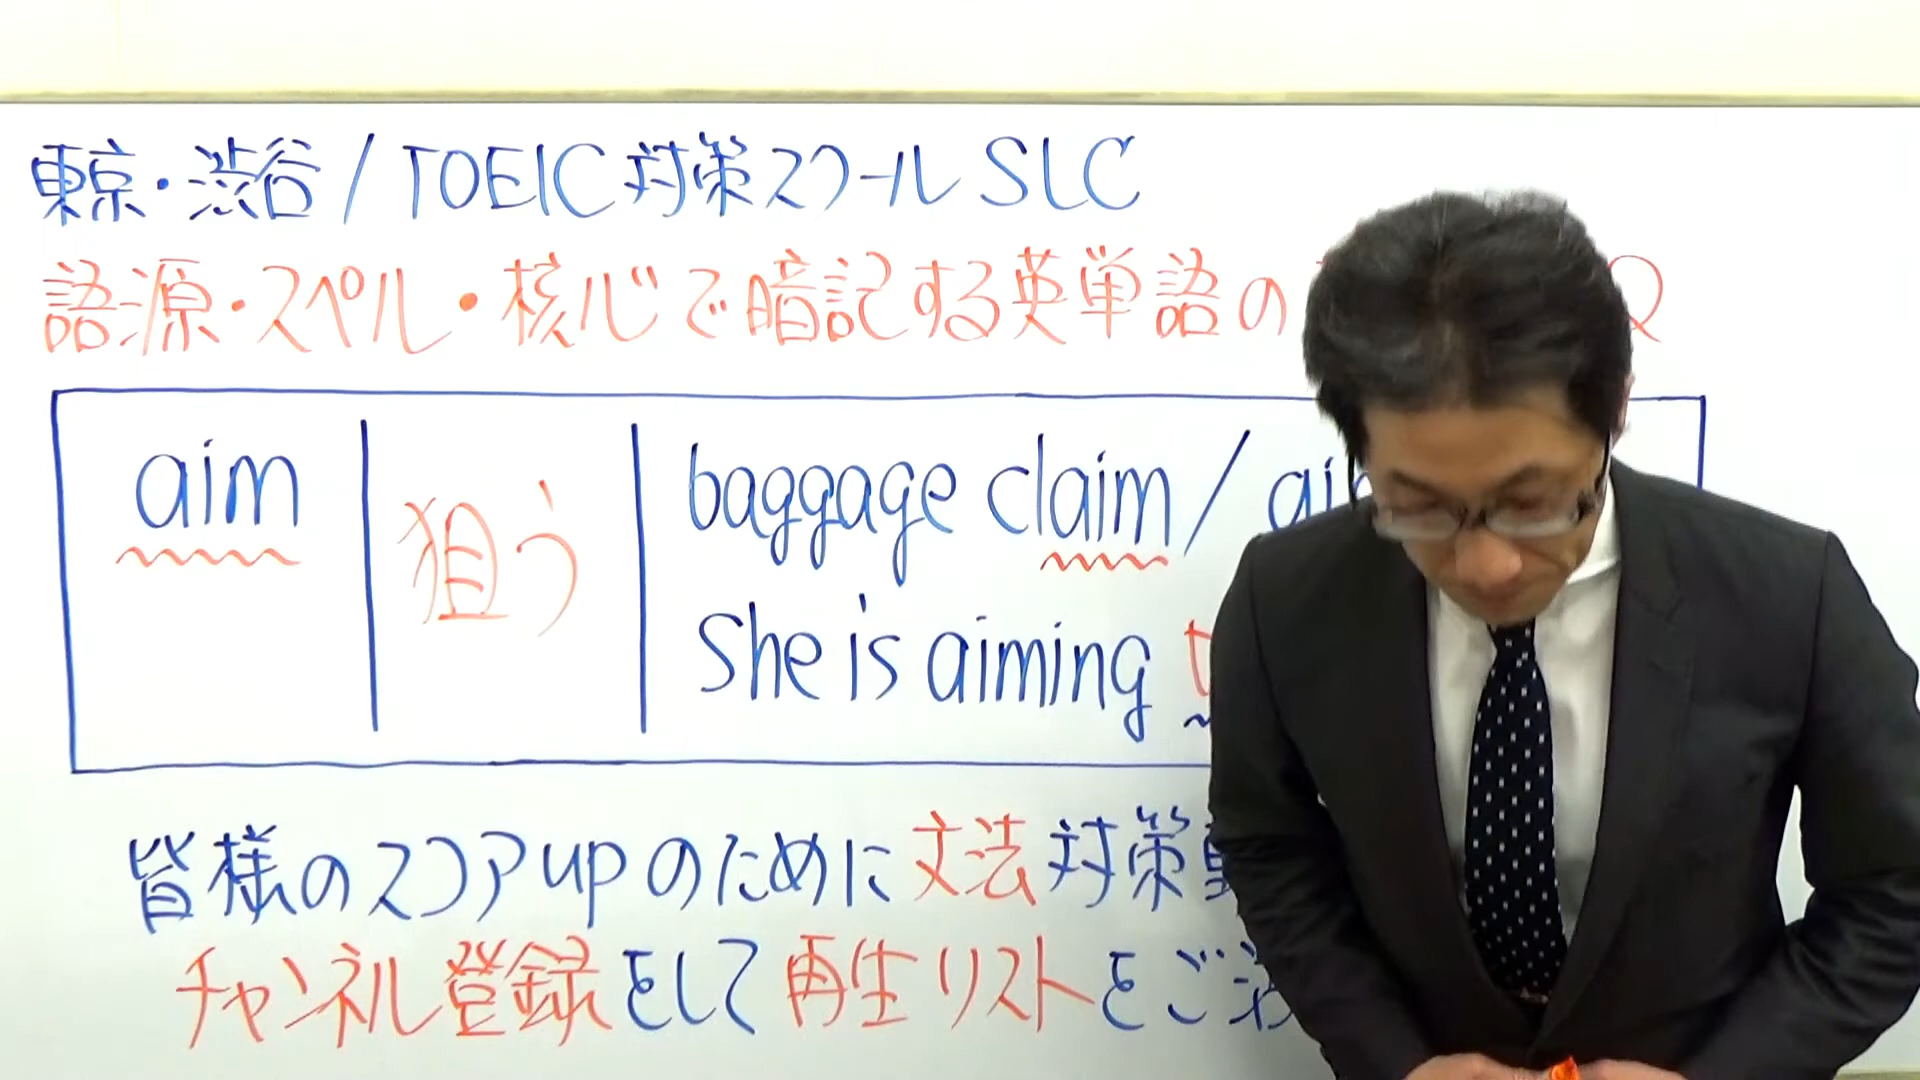 東京・渋谷/TOEIC対策スクールSLC
語源・スペル・核心で暗記する英単語の
aim
狙う
baggage claim /
She is aiming
皆様のスコアupのために文法対策
チャンネル登録をして再生リストをご